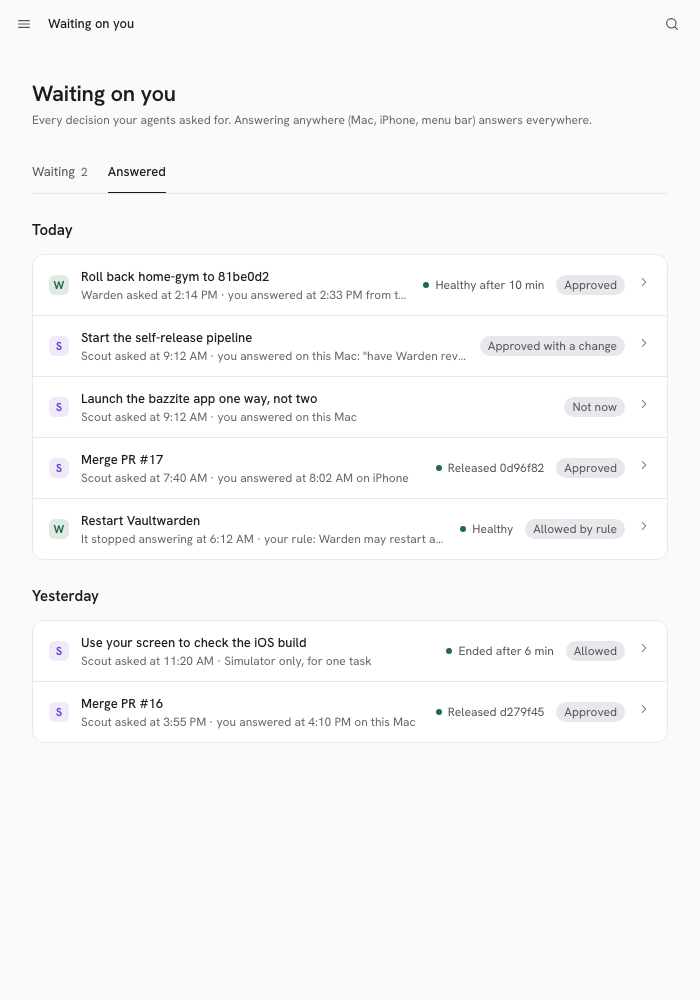 Waiting on you
Waiting on you
Every decision your agents asked for. Answering anywhere (Mac, iPhone, menu bar) answers everywhere.
Waiting 2
Answered
Today
W
Roll back home-gym to 81be0d2
Warden asked at 2:14 PM · you answered at 2:33 PM from t…
Healthy after 10 min
Approved
S
Start the self-release pipeline
Scout asked at 9:12 AM · you answered on this Mac: "have Warden rev…
Approved with a change
S
Launch the bazzite app one way, not two
Scout asked at 9:12 AM · you answered on this Mac
Not now
S
Merge PR #17
Scout asked at 7:40 AM · you answered at 8:02 AM on iPhone
Released 0d96f82
Approved
W
Restart Vaultwarden
It stopped answering at 6:12 AM · your rule: Warden may restart a…
Healthy
Allowed by rule
Yesterday
S
Use your screen to check the iOS build
Scout asked at 11:20 AM · Simulator only, for one task
Ended after 6 min
Allowed
S
Merge PR #16
Scout asked at 3:55 PM · you answered at 4:10 PM on this Mac
Released d279f45
Approved